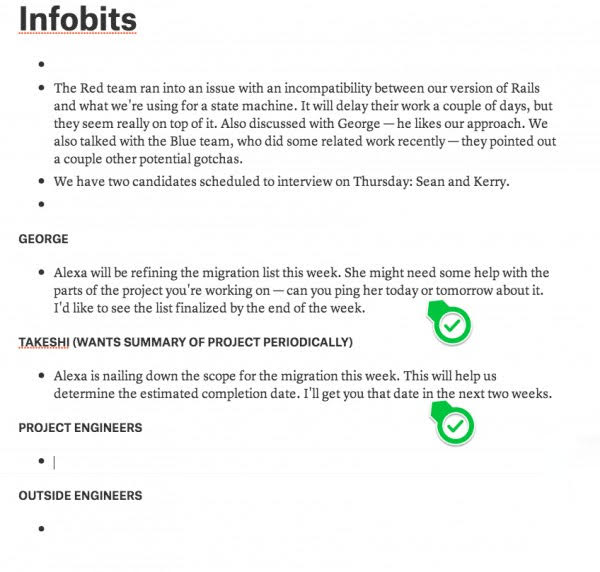 Infobits
•
• The Red team ran into an issue with an incompatibility between our version of Rails
and what we're using for a state machine. It will delay their work a couple of days, but
they seem really on top of it. Also discussed with George — he likes our approach. We
also talked with the Blue team, who did some related work recently — they pointed out
a couple other potential gotchas.
• We have two candidates scheduled to interview on Thursday: Sean and Kerry.
•
GEORGE
• Alexa will be refining the migration list this week. She might need some help with the
parts of the project you're working on — can you ping her today or tomorrow about it.
I'd like to see the list finalized by the end of the week.
TAKESHI (WANTS SUMMARY OF PROJECT PERIODICALLY)
• Alexa is nailing down the scope for the migration this week. This will help us
determine the estimated completion date. I'll get you that date in the next two weeks.
PROJECT ENGINEERS
•
OUTSIDE ENGINEERS
•